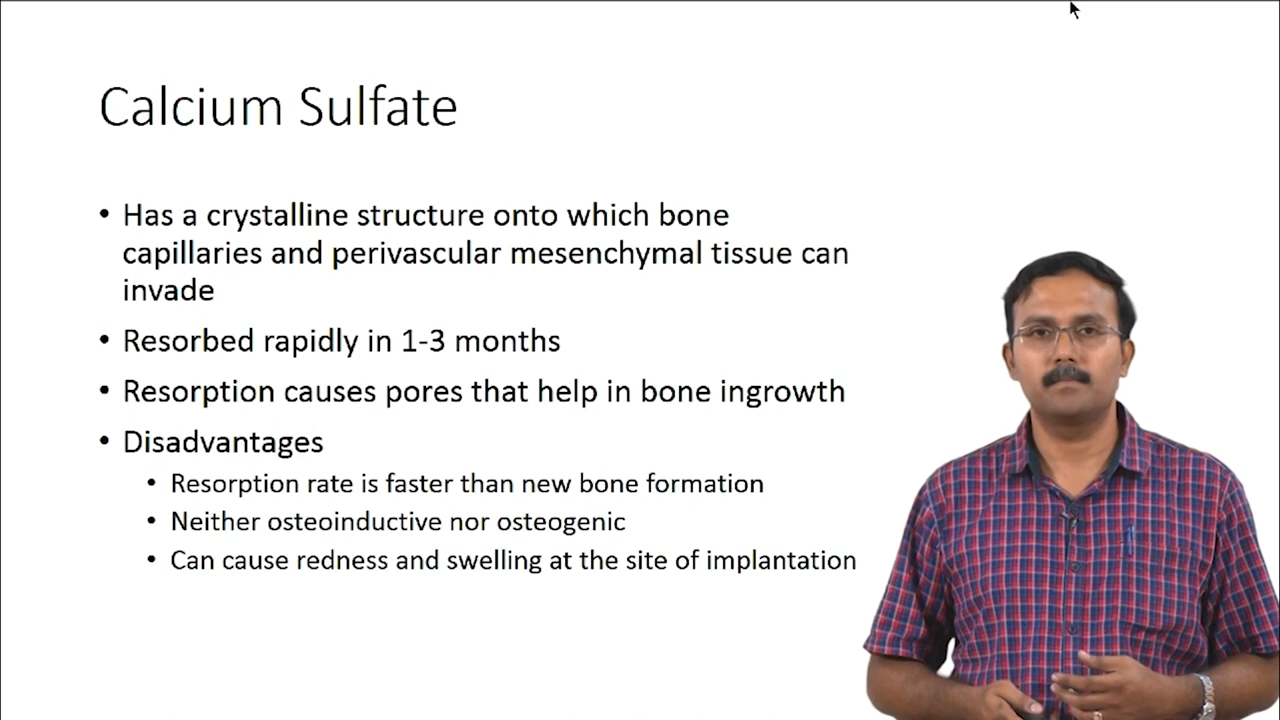 Calcium Sulfate
• Has a crystalline structure onto which bone
capillaries and perivascular mesenchymal tissue can
invade
• Resorbed rapidly in 1-3 months
• Resorption causes pores that help in bone ingrowth
• Disadvantages
• Resorption rate is faster than new bone formation
• Neither osteoinductive nor osteogenic
• Can cause redness and swelling at the site of implantation